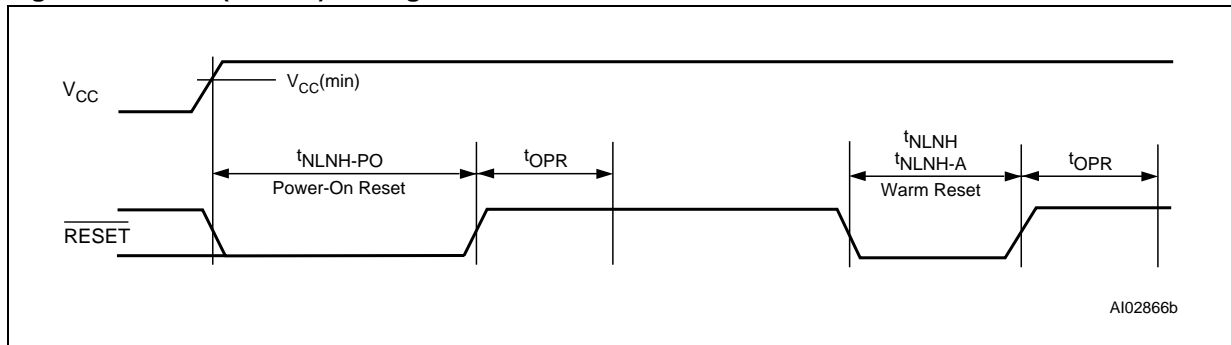 VCC
VCC(min)
tNLNH-PO
Power-On Reset
tOPR
tNLNH
tNLNH-A
Warm Reset
tOPR
RESET
AI02866b